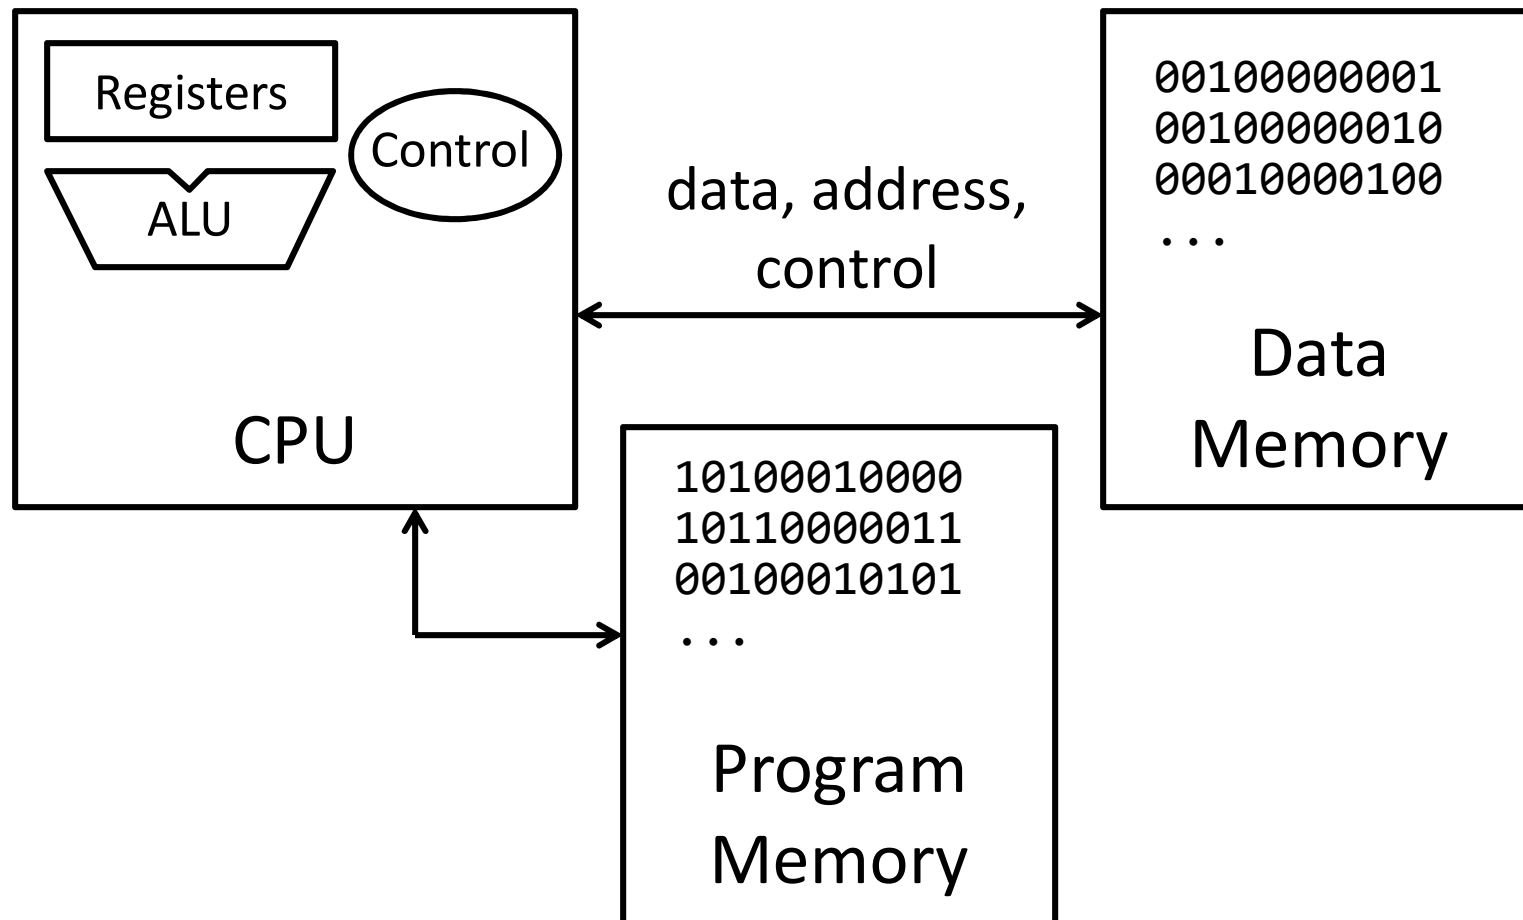 Registers
Control
ALU
CPU
data, address,
control
00100000001
00100000010
00010000100
...
Data
Memory
10100010000
10110000011
00100010101
...
Program
Memory